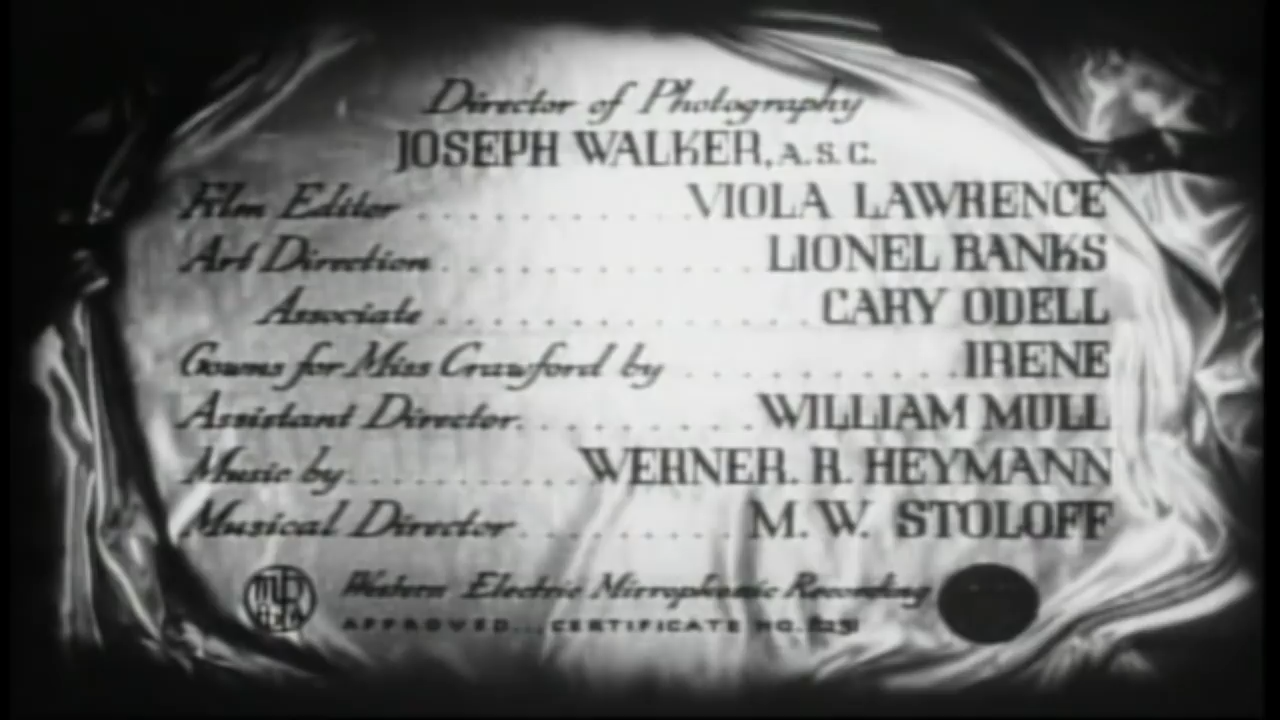 Director of Photography
JOSEPH WALKER, A.S.C.
Film Editor . . . . . . . . . . . . VIOLA LAWRENCE
Art Direction . . . . . . . . . . . . . . LIONEL BANKS
Associate . . . . . . . . . . . . . . . . CARY ODELL
Gowns for Miss Crawford by . . . . . . . . . . . IRENE
Assistant Director . . . . . . . . . . WILLIAM MULL
Music by . . . . . . . . . . . . WERNER. R. HEYMANN
Musical Director . . . . . . . . . . M. W. STOLOFF
Western Electric Mirrophonic Recording
APPROVED... CERTIFICATE NO.